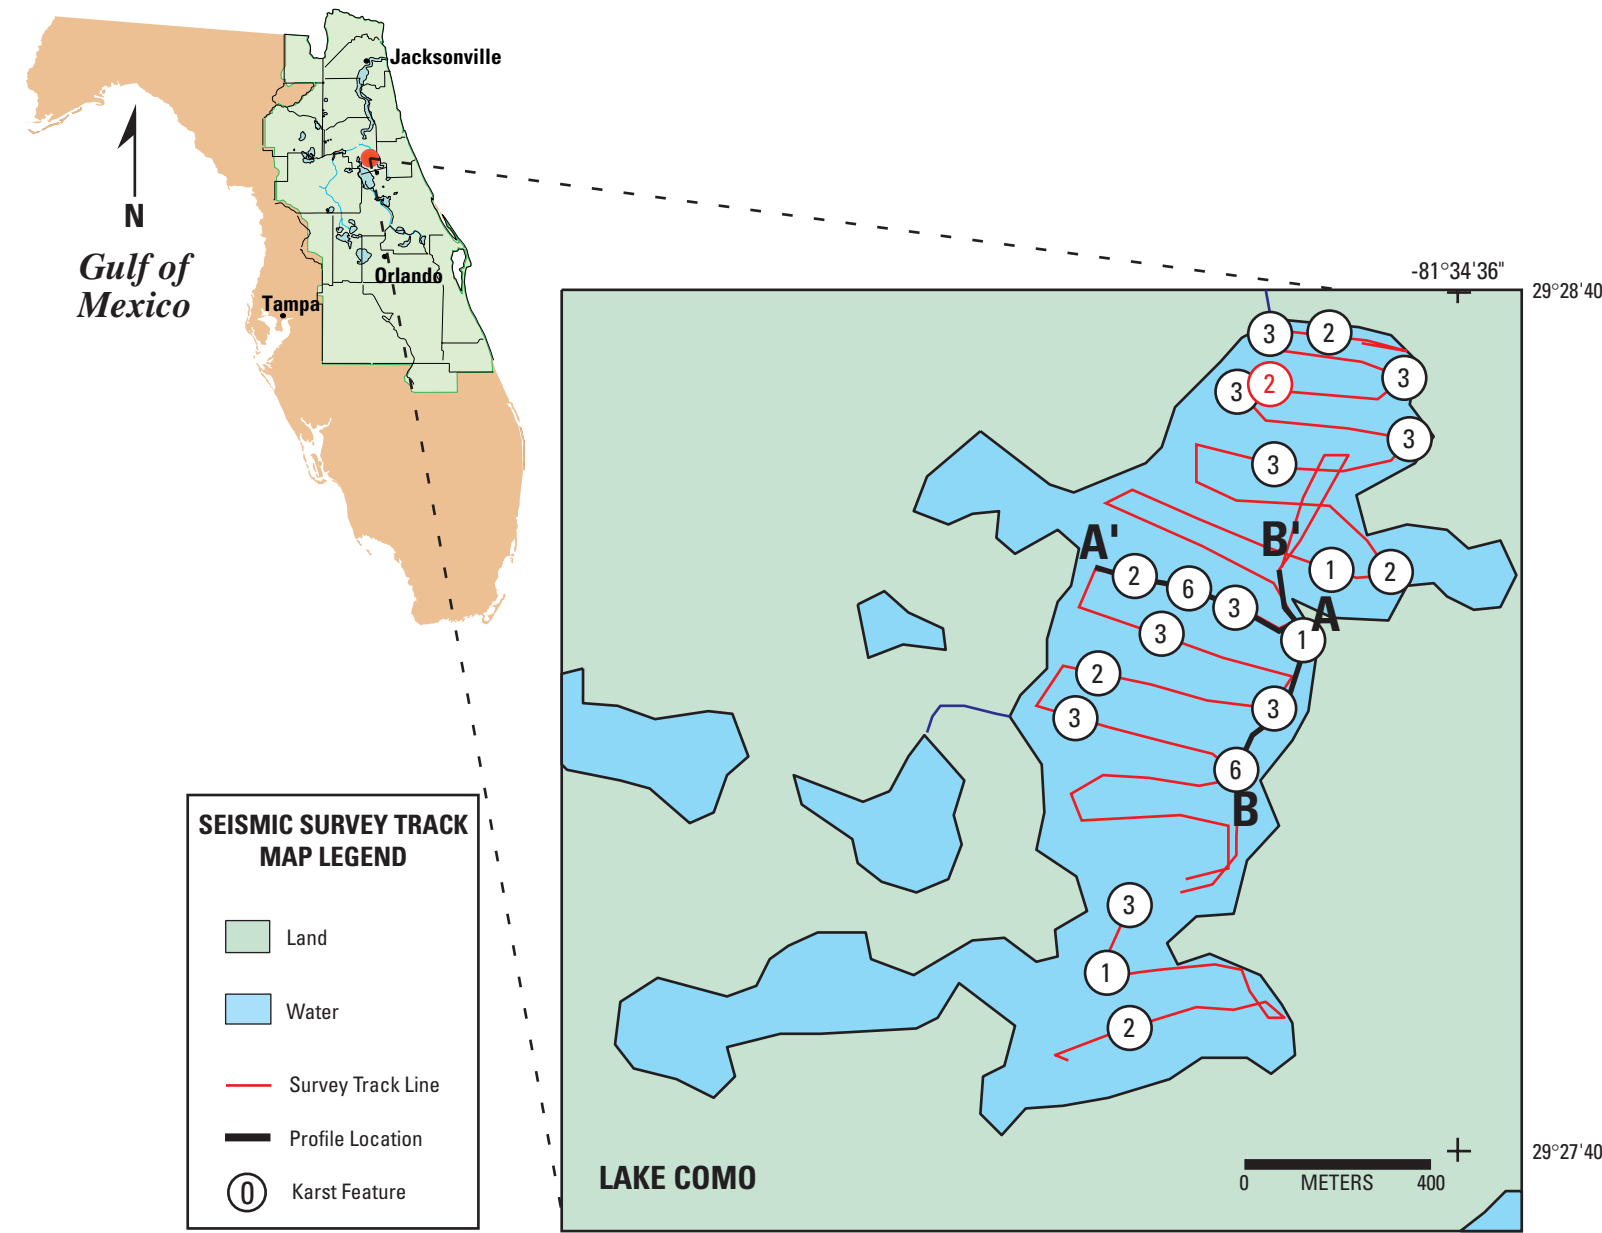 Jacksonville
N
Gulf of
Mexico
Orlando
Tampa
-81°34'36"
29°28'40
3
2
3
3
2
3
3
B'
A'
2
6
3
1
2
A
3
1
2
3
3
6
B
3
1
2
SEISMIC SURVEY TRACK
MAP LEGEND
Land
Water
Survey Track Line
Profile Location
0
Karst Feature
LAKE COMO
0 METERS 400
29°27'40